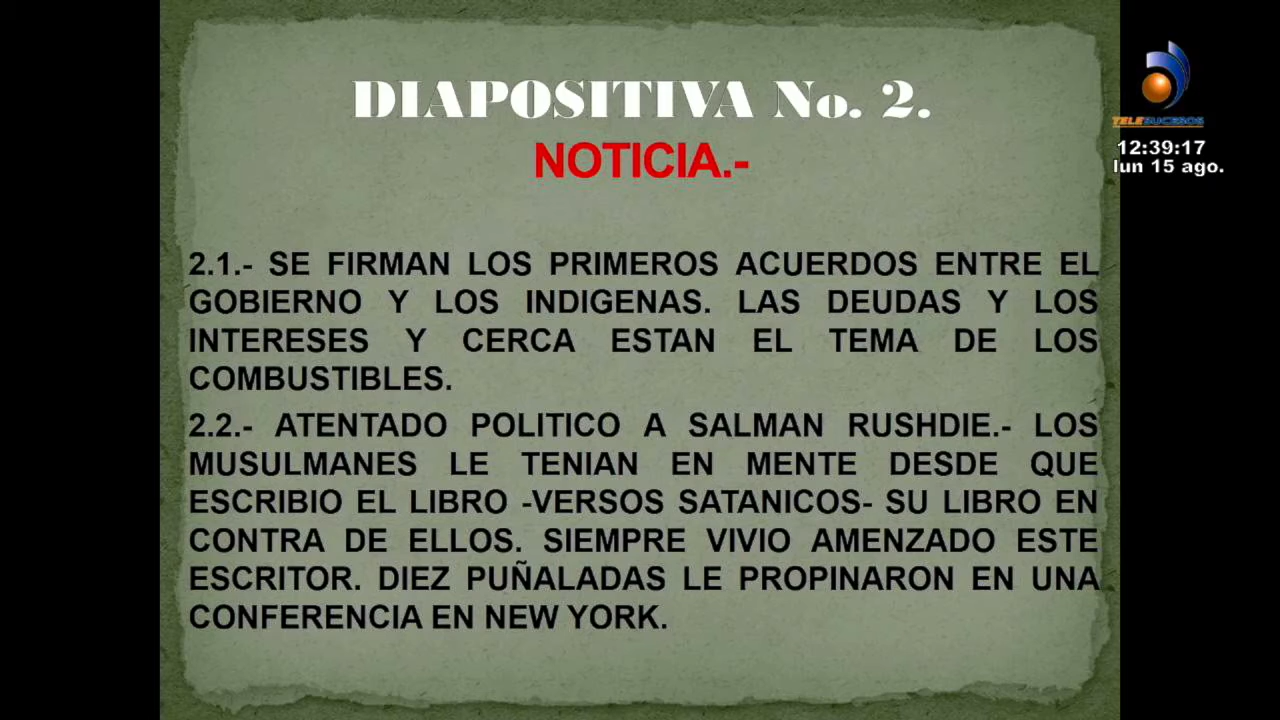 DIAPOSITIVA No. 2.
NOTICIA.-
TELESUCESOS
12:39:17
lun 15 ago.
2.1.- SE FIRMAN LOS PRIMEROS ACUERDOS ENTRE EL
GOBIERNO Y LOS INDIGENAS. LAS DEUDAS Y LOS
INTERESES Y CERCA ESTAN EL TEMA DE LOS
COMBUSTIBLES.
2.2.- ATENTADO POLITICO A SALMAN RUSHDIE.- LOS
MUSULMANES LE TENIAN EN MENTE DESDE QUE
ESCRIBIO EL LIBRO -VERSOS SATANICOS- SU LIBRO EN
CONTRA DE ELLOS. SIEMPRE VIVIO AMENZADO ESTE
ESCRITOR. DIEZ PUÑALADAS LE PROPINARON EN UNA
CONFERENCIA EN NEW YORK.